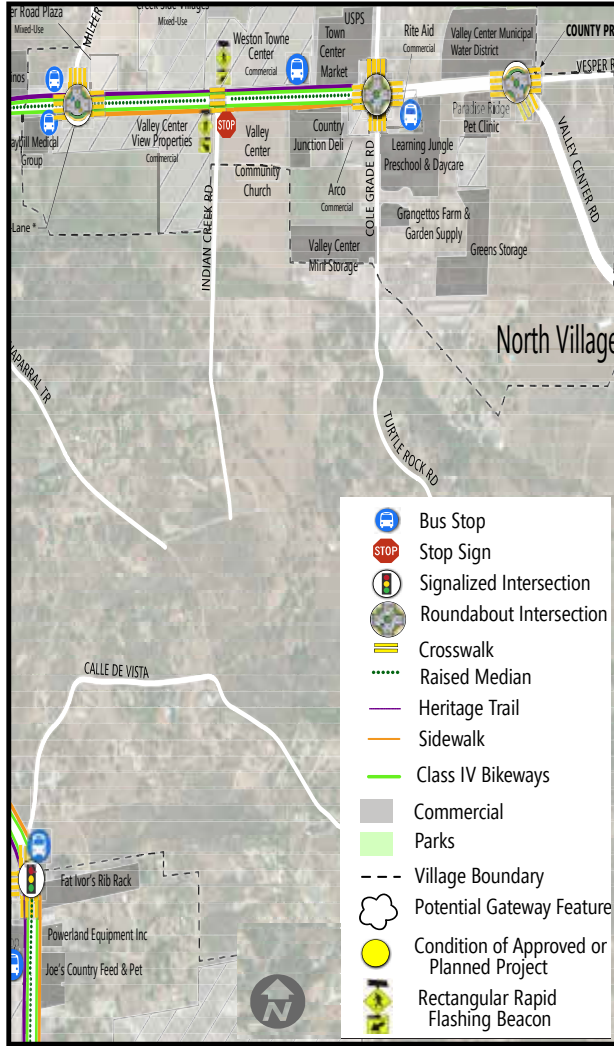 er Road Plaza
Mixed-Use
Creek Side Villages
Mixed-Use
MILLER
Weston Towne
Center
Commercial
USPS
Town
Center
Market
Rite Aid
Commercial
Valley Center Municipal
Water District
COUNTY PR
VESPER R
anos
Medical
Group
Valley Center
View Properties
Commercial
STOP
Valley
Center
Community
Church
Country
Junction Deli
Arco
Commercial
COLE GRADE RD
Learning Jungle
Preschool & Daycare
Paradise Ridge
Pet Clinic
VALLEY CENTER RD
-Lane *
INDIAN CREEK RD
Valley Center
Mini Storage
Grangettos Farm &
Garden Supply
Greens Storage
North Village
HAPARRAL TR
TURTLE ROCK RD
CALLE DE VISTA
Fat Ivor's Rib Rack
Powerland Equipment Inc
Joe's Country Feed & Pet
N
Bus Stop
STOP
Stop Sign
Signalized Intersection
Roundabout Intersection
Crosswalk
Raised Median
Heritage Trail
Sidewalk
Class IV Bikeways
Commercial
Parks
Village Boundary
Potential Gateway Feature
Condition of Approved or
Planned Project
Rectangular Rapid
Flashing Beacon